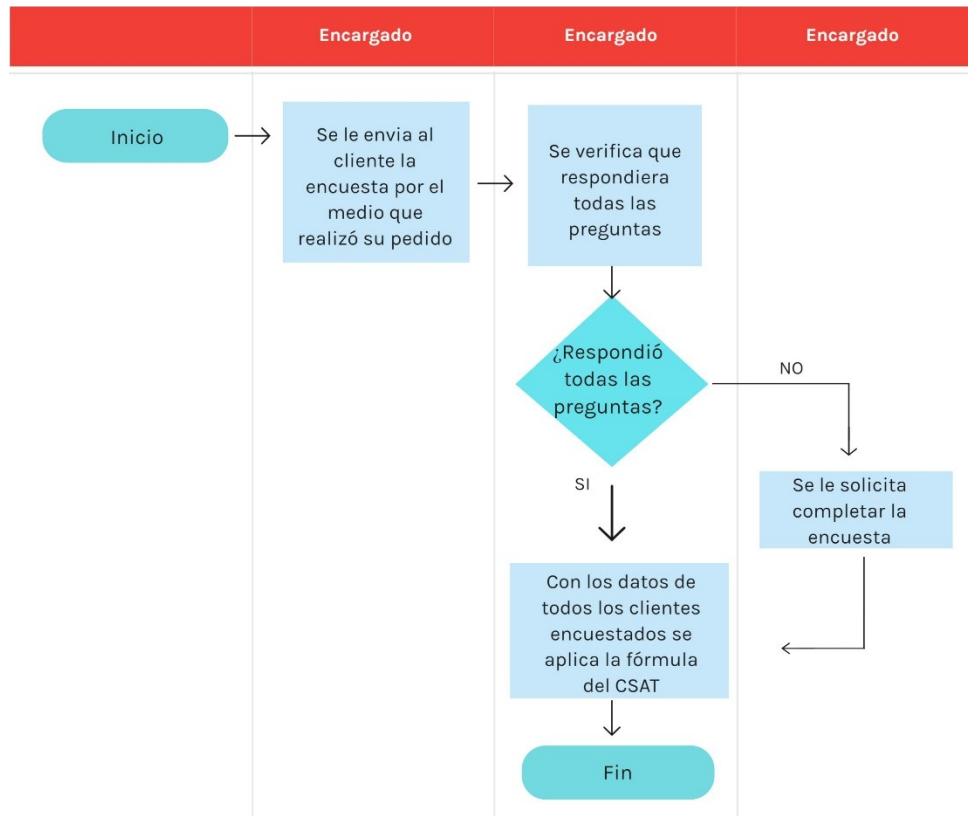 Encargado
Encargado
Encargado
Inicio
Se le envia al
cliente la
encuesta por el
medio que
realizó su pedido
Se verifica que
respondiera
todas las
preguntas
¿Respondió
todas las
preguntas?
NO
SI
Se le solicita
completar la
encuesta
Con los datos de
todos los clientes
encuestados se
aplica la fórmula
del CSAT
Fin